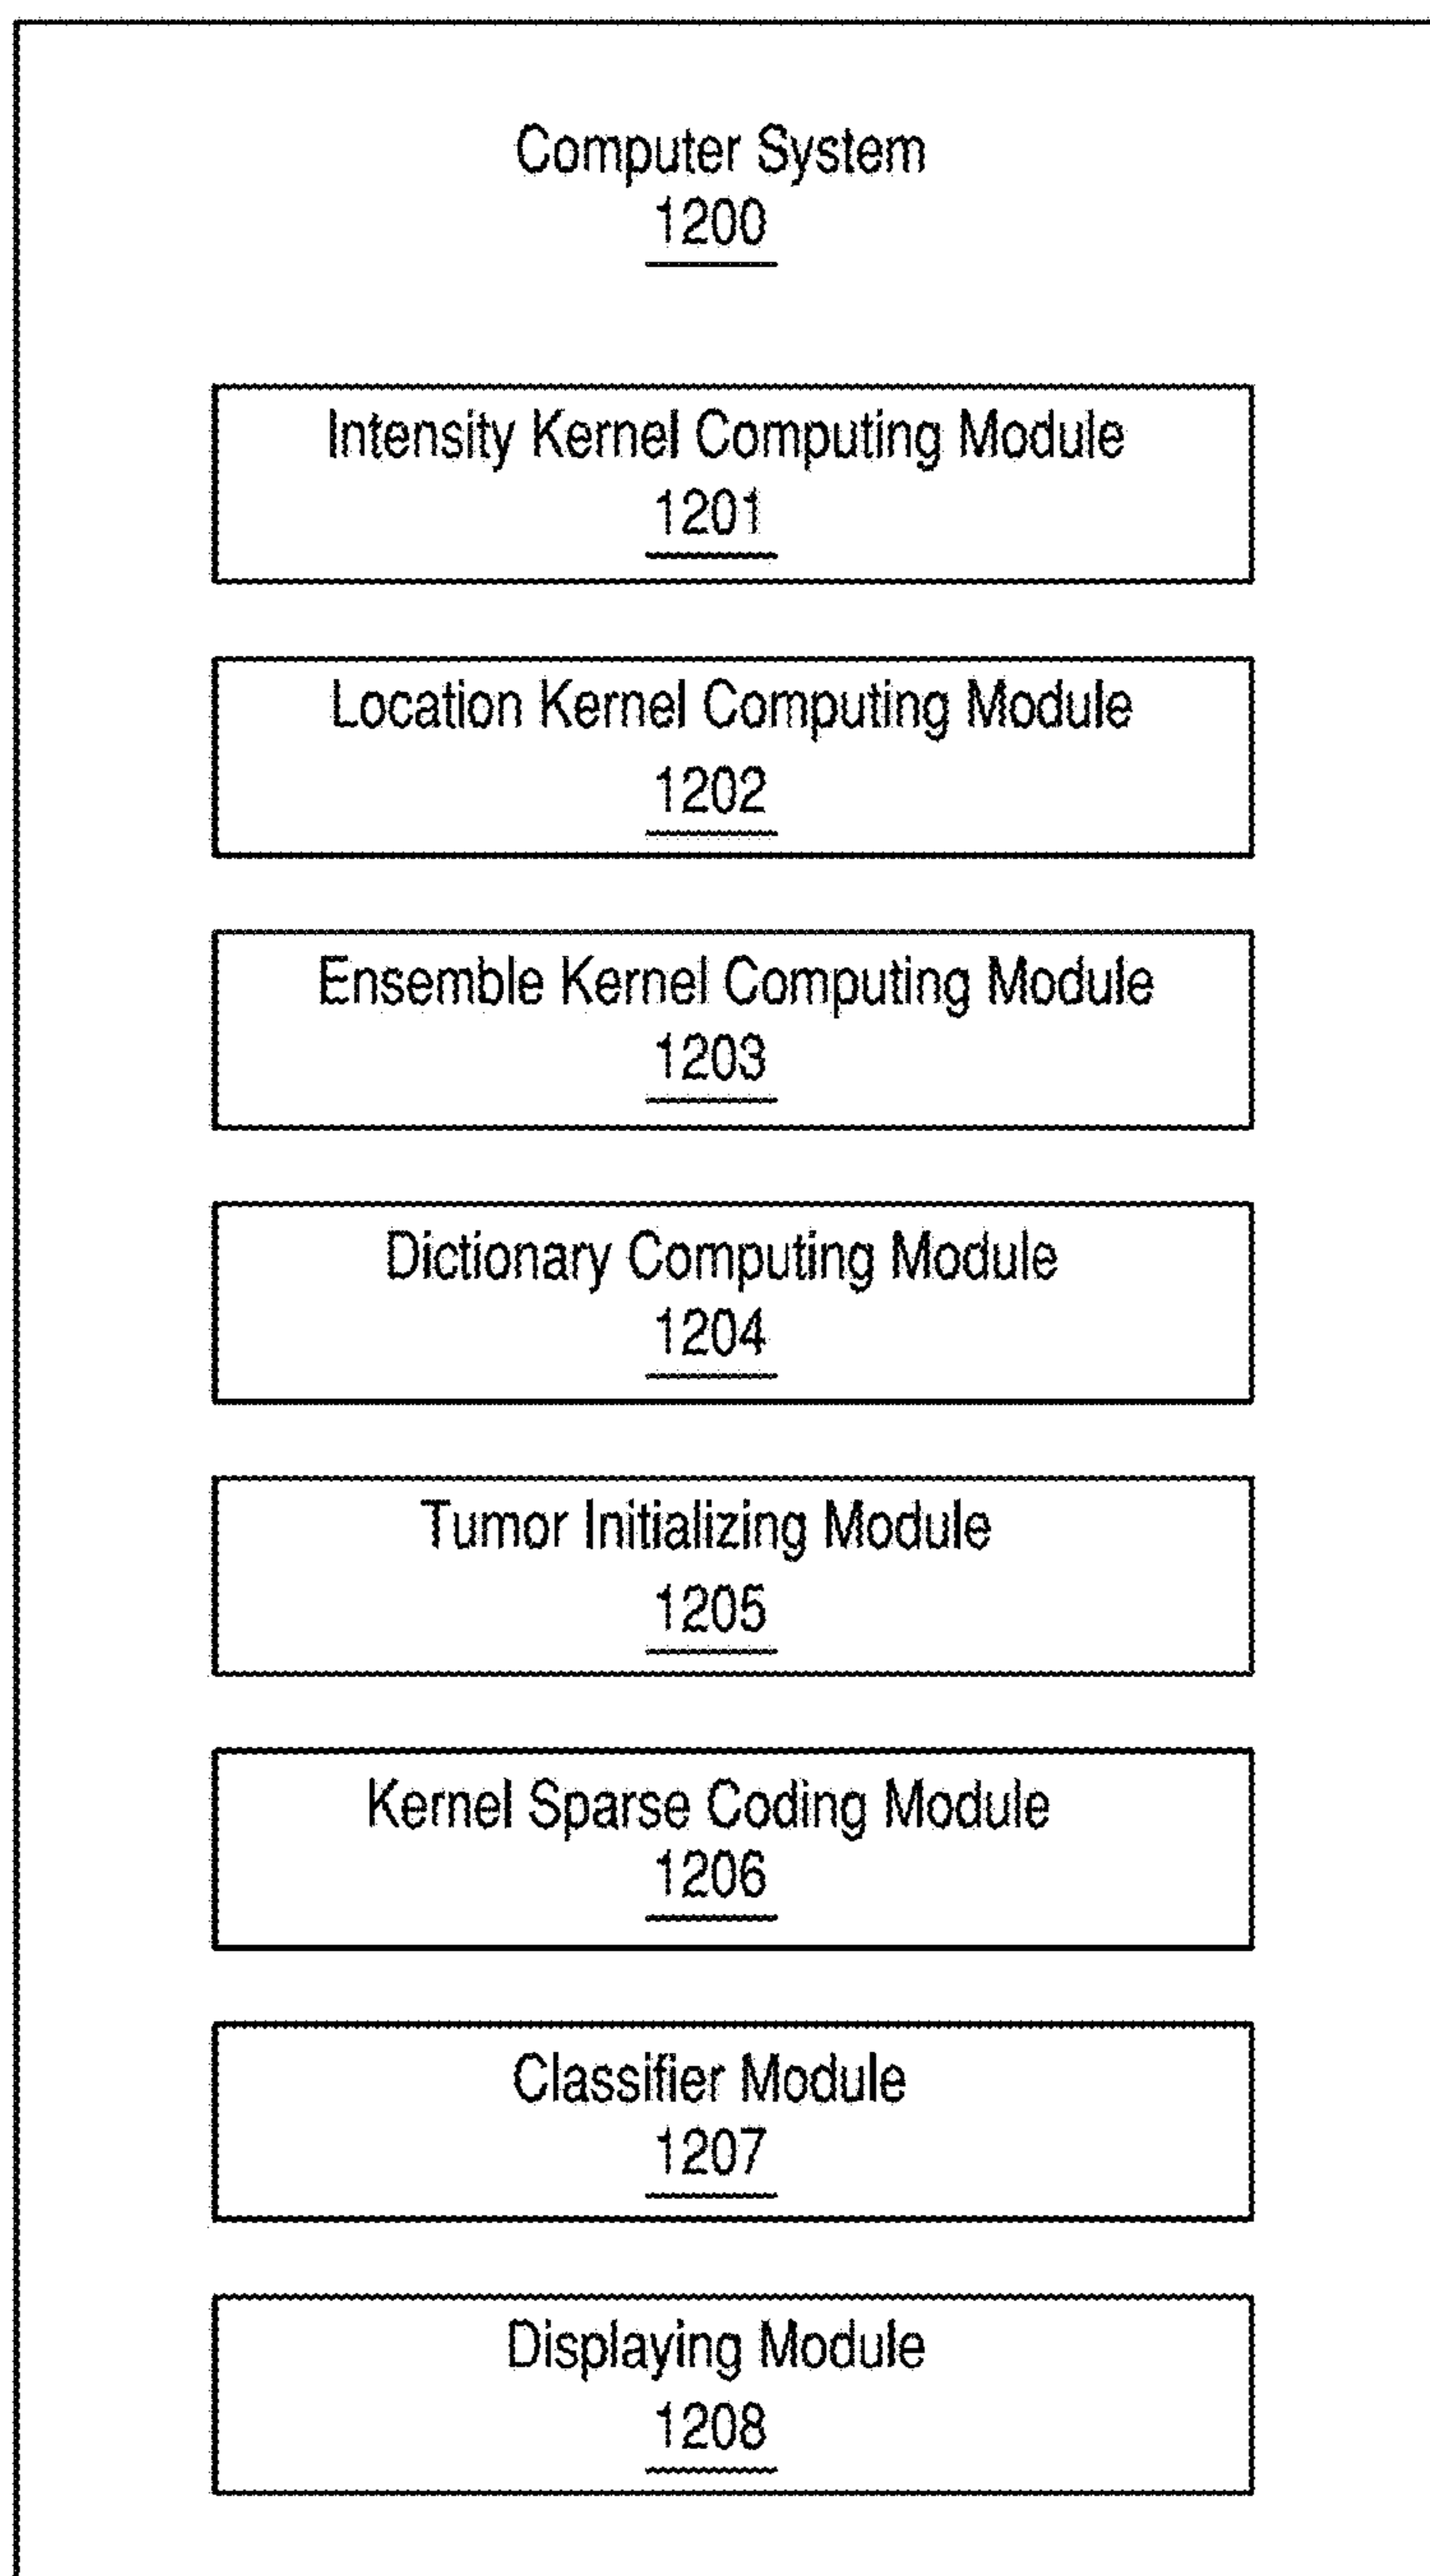 Computer System
1200
Intensity Kernel Computing Module
1201
Location Kernel Computing Module
1202
Ensemble Kernel Computing Module
1203
Dictionary Computing Module
1204
Tumor Initializing Module
1205
Kernel Sparse Coding Module
1206
Classifier Module
1207
Displaying Module
1208